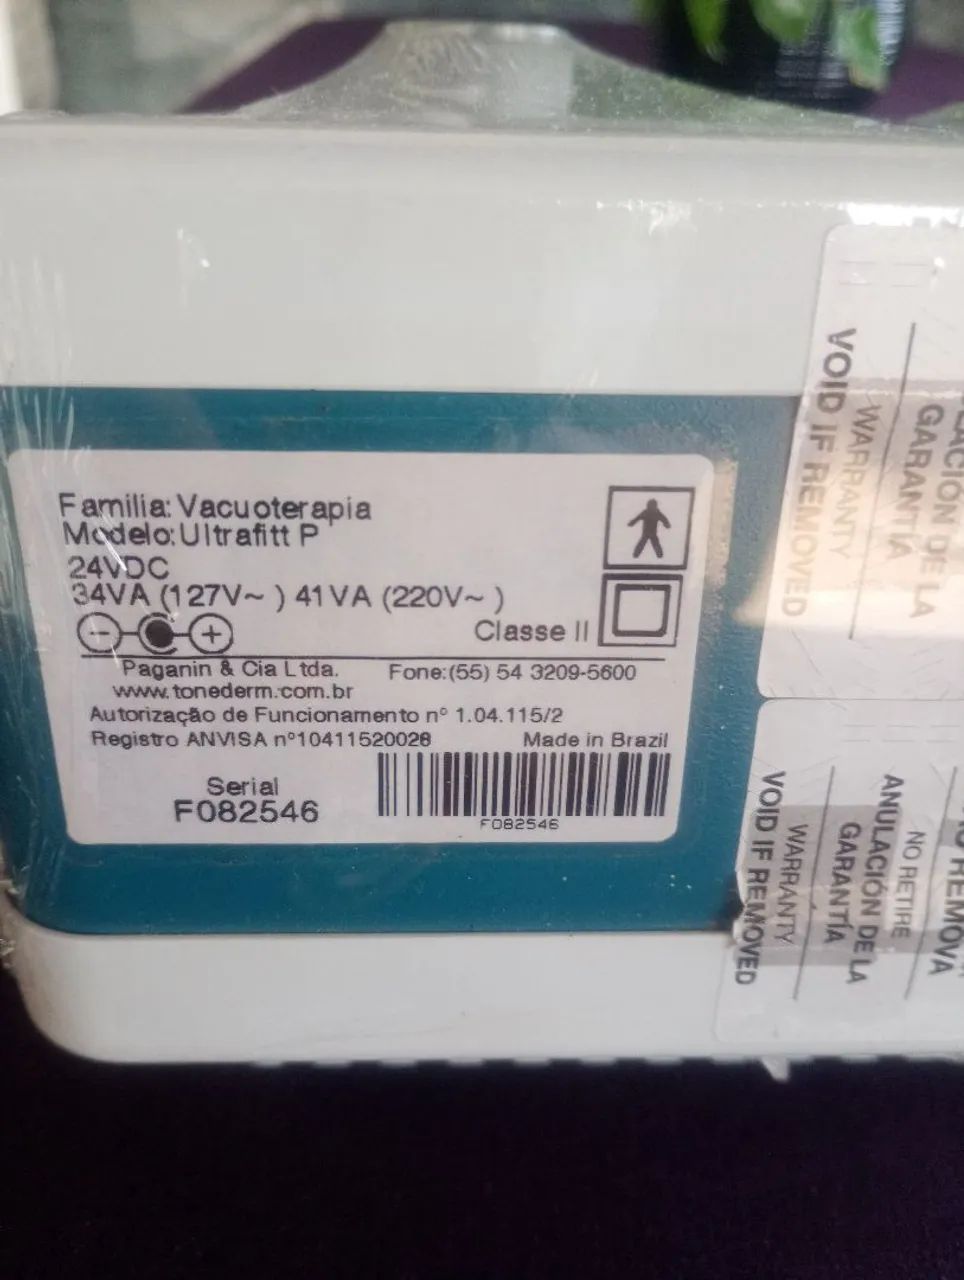 Familia: Vacuoterapia
Modelo: Ultrafitt P
24VDC
34VA (127V~ ) 41VA (220V~ )
Classe II
Paganin & Cia Ltda. Fone:(55) 54 3209-5600
www.tonederm.com.br
Autorização de Funcionamento nº 1.04.115/2
Registro ANVISA nº10411520028 Made in Brazil
Serial
F082546
F082546
GARANTÍA
WARRANTY
VOID IF REMOVED
NO RETIRE
ANULACIÓN DE LA
GARANTÍA
WARRANTY
VOID IF REMOVED